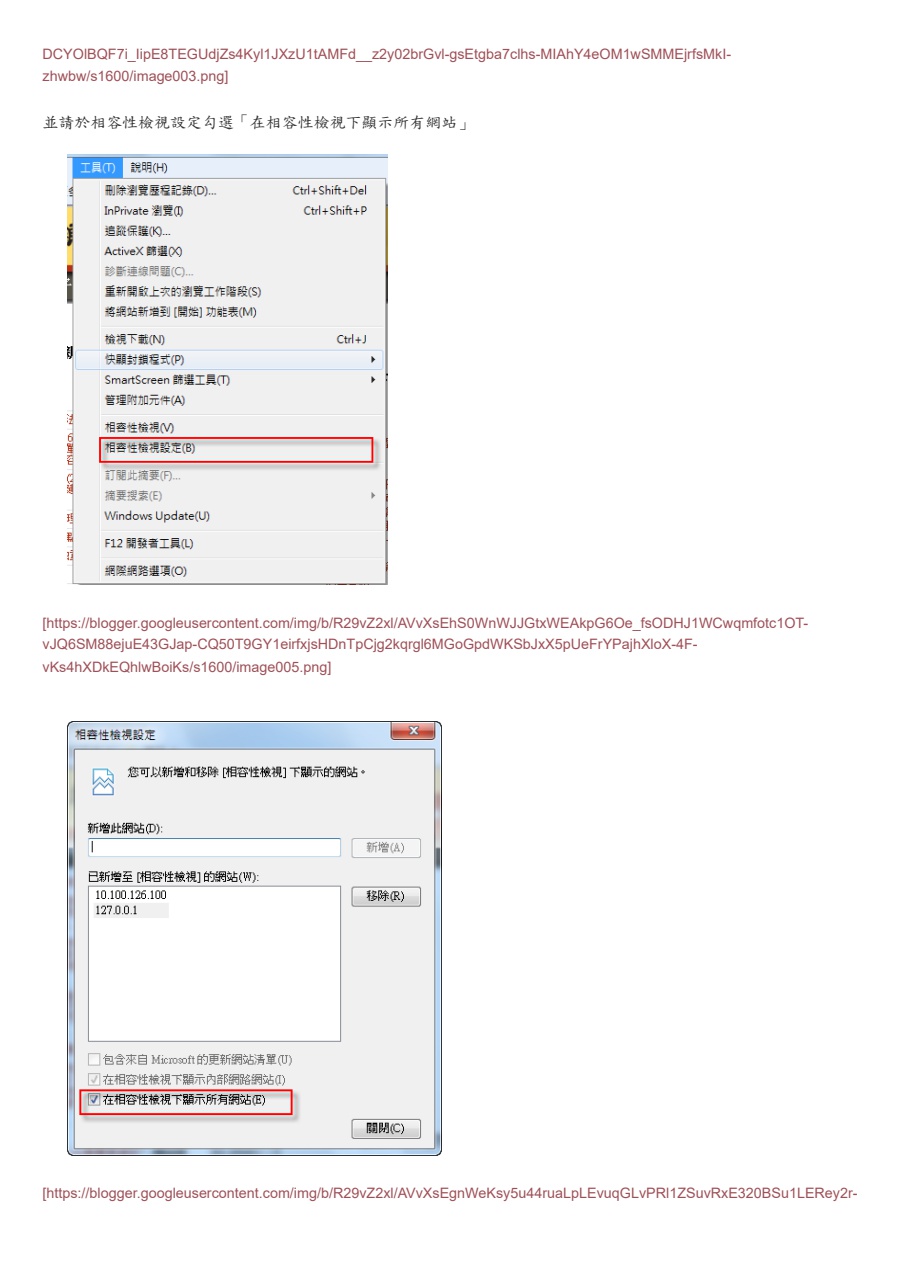 DCYOlBQF7i_IipE8TEGUdjZs4Kyl1JXzU1tAMFd__z2y02brGvl-gsEtgba7clhs-MIAhY4eOM1wSMMEjrfsMkI-
zhwbw/s1600/image003.png]
並請於相容性檢視設定勾選「在相容性檢視下顯示所有網站」
工具(T) 說明(H)
刪除瀏覽歷程記錄(D)... Ctrl+Shift+Del
InPrivate 瀏覽(I) Ctrl+Shift+P
追蹤保護(K)...
ActiveX 篩選(X)
診斷連線問題(C)...
重新開啟上次的瀏覽工作階段(S)
將網站新增到 [開始] 功能表(M)
檢視下載(N) Ctrl+J
快顯封鎖程式(P)
SmartScreen 篩選工具(T)
管理附加元件(A)
相容性檢視(V)
相容性檢視設定(B)
訂閱此摘要(F)...
摘要搜索(E)
Windows Update(U)
F12 開發者工具(L)
網際網路選項(O)
[https://blogger.googleusercontent.com/img/b/R29vZ2xl/AVvXsEhS0WnWJJGtxWEAkpG6Oe_fsODHJ1WCwqmfotc1OT-
vJQ6SM88ejuE43GJap-CQ50T9GY1eirfxjsHDnTpCjg2kqrgl6MGoGpdWKSbJxX5pUeFrYPajhXloX-4F-
vKs4hXDkEQhlwBoiKs/s1600/image005.png]
相容性檢視設定
您可以新增和移除 [相容性檢視] 下顯示的網站。
新增此網站(D):
新增(A)
已新增至 [相容性檢視] 的網站(W):
10.100.126.100
移除(R)
127.0.0.1
包含來自 Microsoft 的更新網站清單(U)
在相容性檢視下顯示內部網路網站(I)
在相容性檢視下顯示所有網站(E)
關閉(C)
[https://blogger.googleusercontent.com/img/b/R29vZ2xl/AVvXsEgnWeKsy5u44ruaLpLEvuqGLvPRl1ZSuvRxE320BSu1LERey2r-